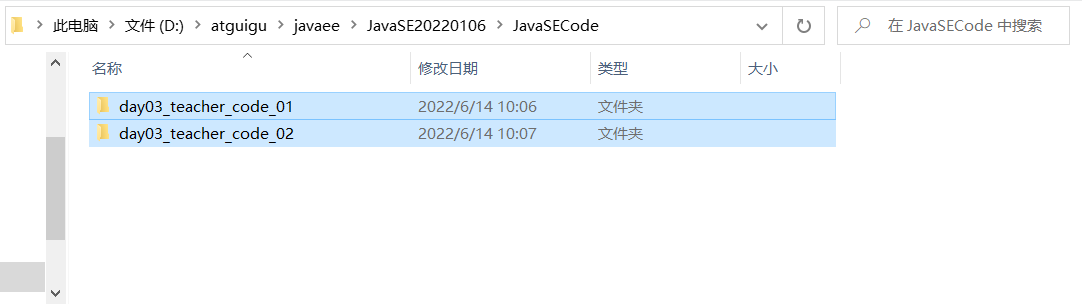 此电脑 文件 (D:) atguigu javaee JavaSE20220106 JavaSECode 在 JavaSECode 中搜索
名称 修改日期 类型 大小
day03_teacher_code_01 2022/6/14 10:06 文件夹
day03_teacher_code_02 2022/6/14 10:07 文件夹